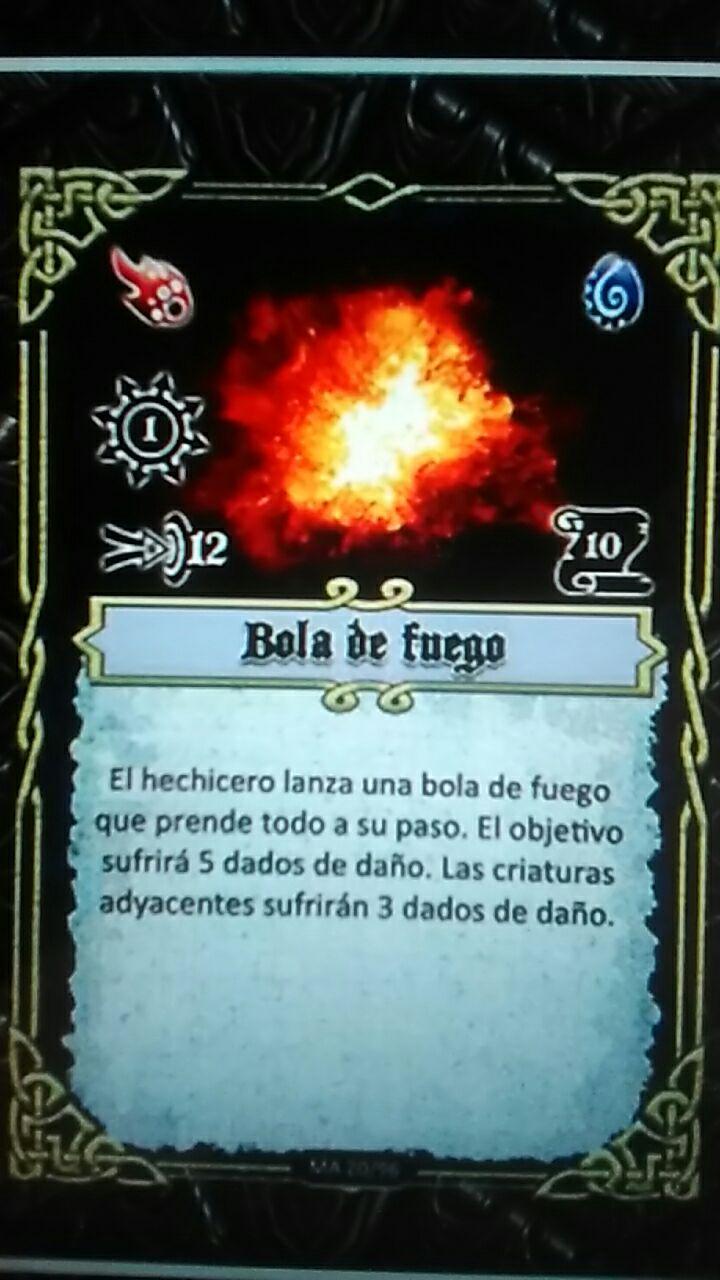 1
12
10
Bola de fuego
El hechicero lanza una bola de fuego
que prende todo a su paso. El objetivo
sufrirá 5 dados de daño. Las criaturas
adyacentes sufrirán 3 dados de daño.